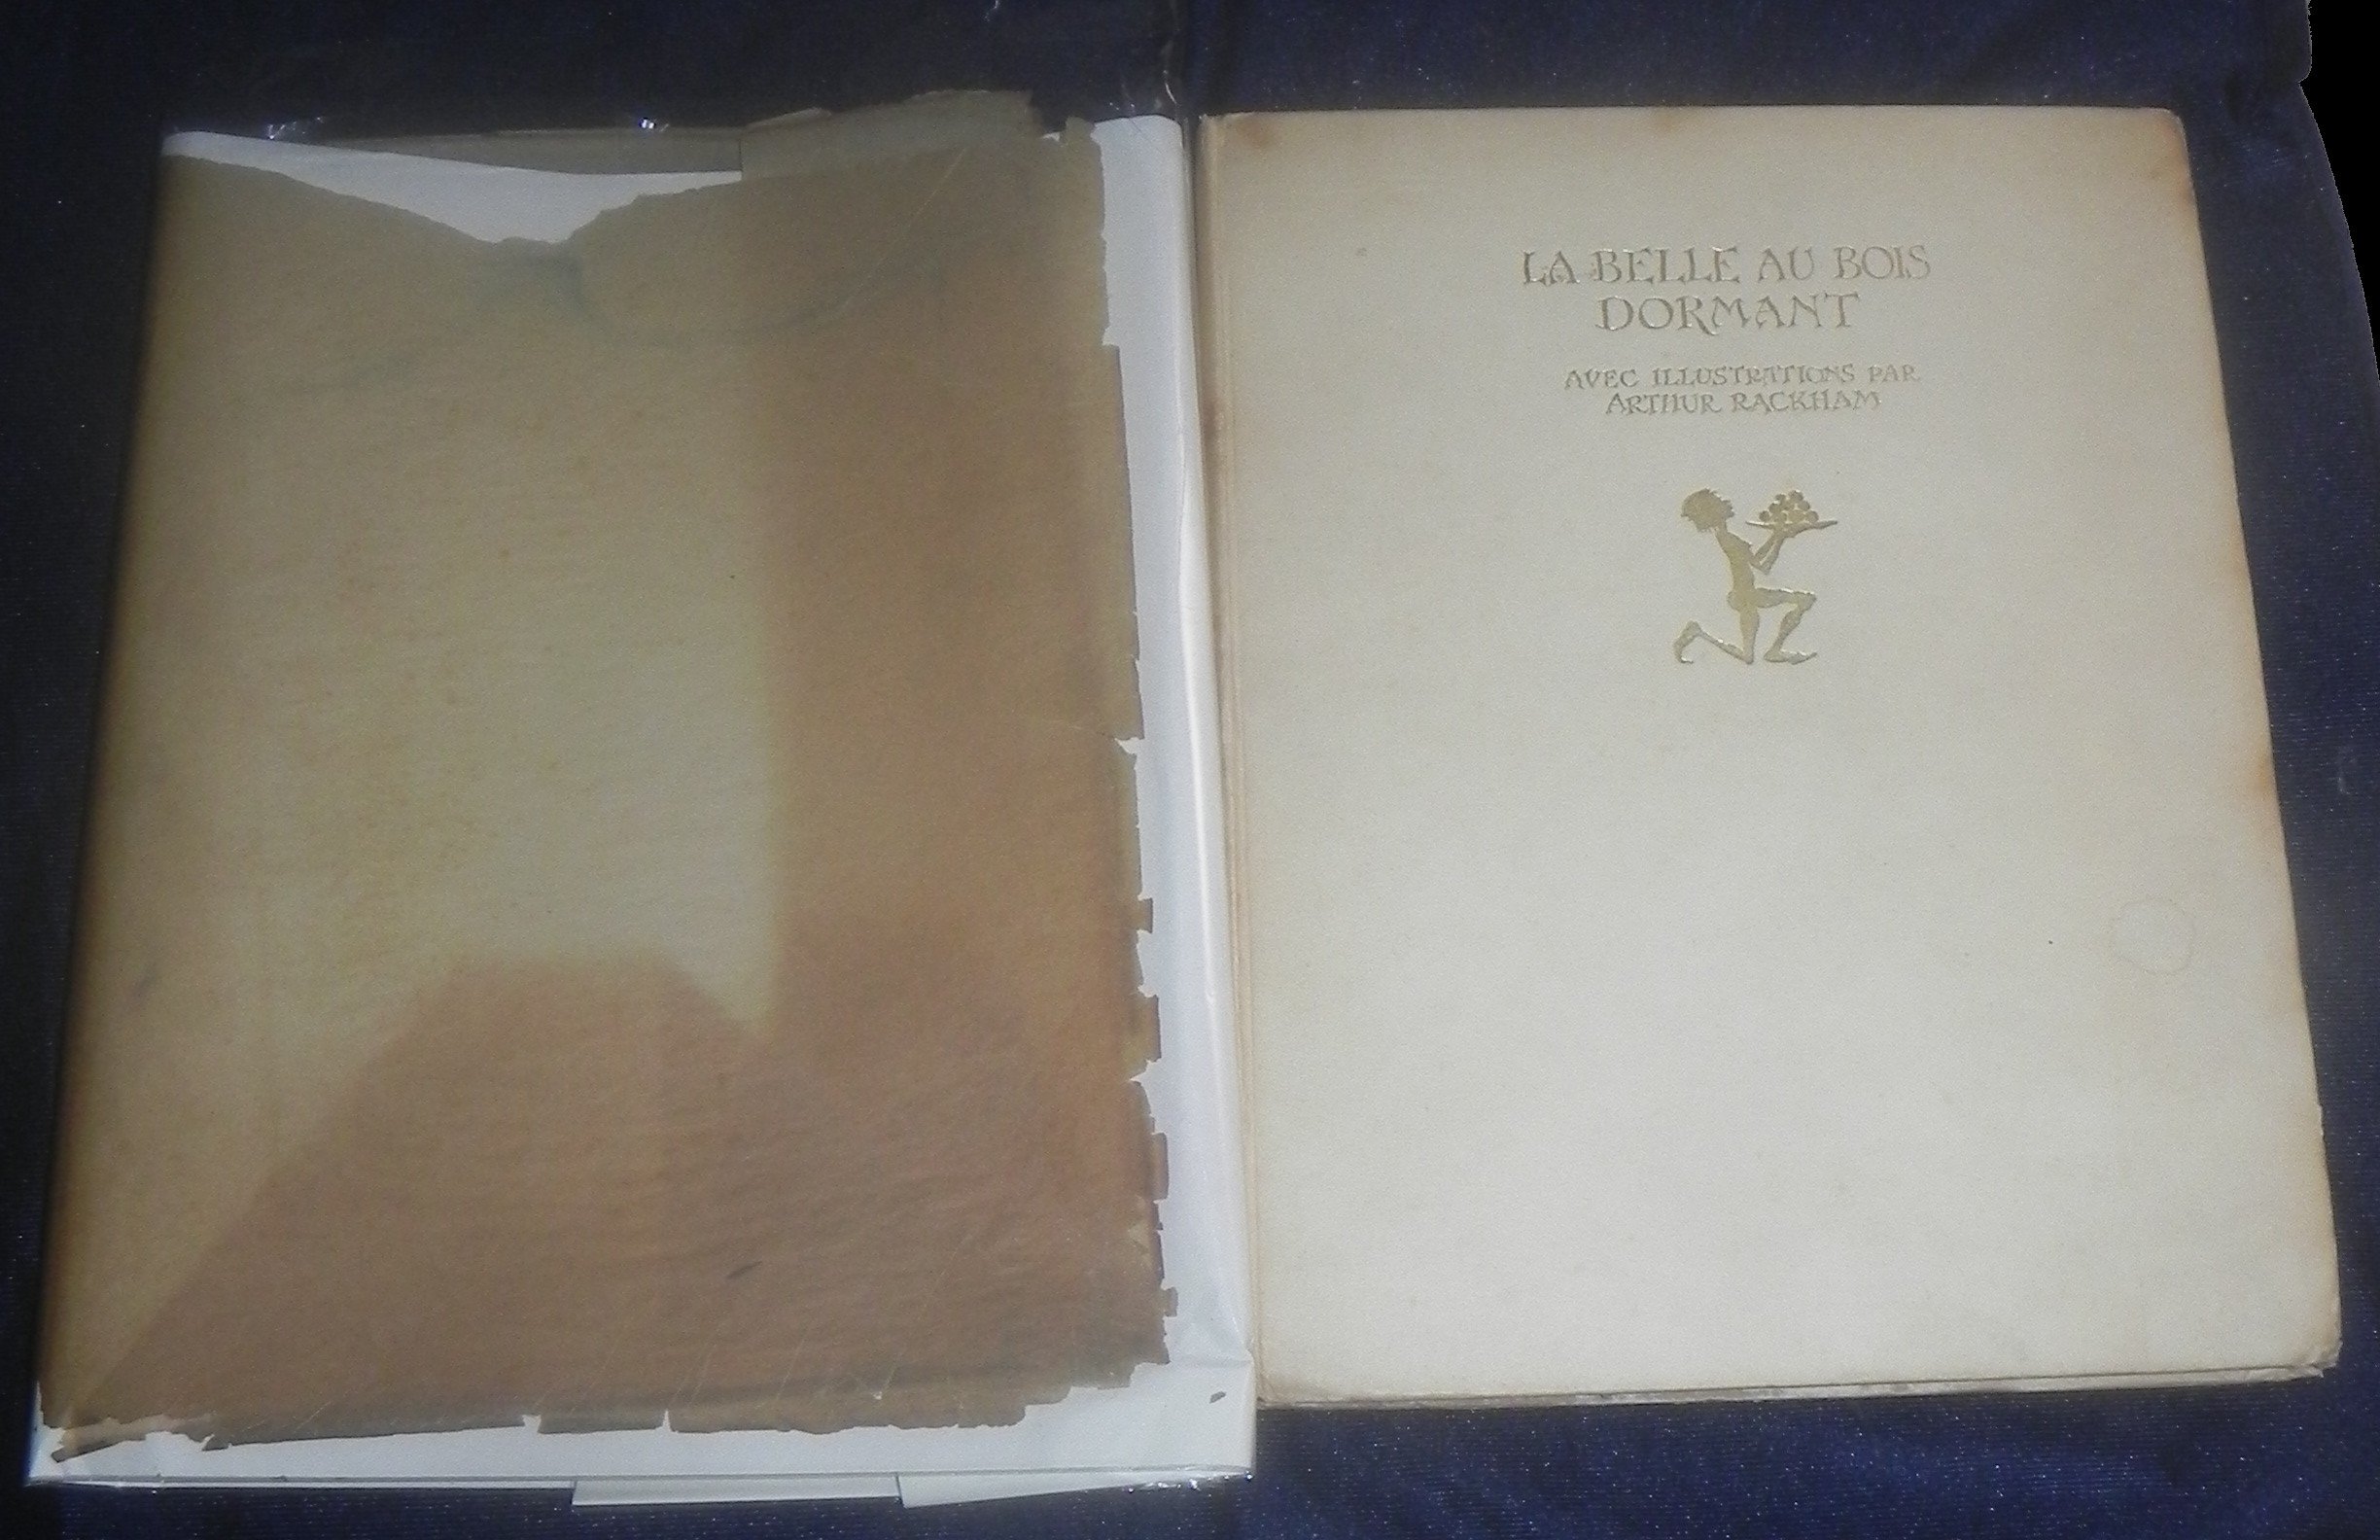 LA BELLE AU BOIS
DORMANT
AVEC ILLUSTRATIONS PAR
ARTHUR RACKHAM